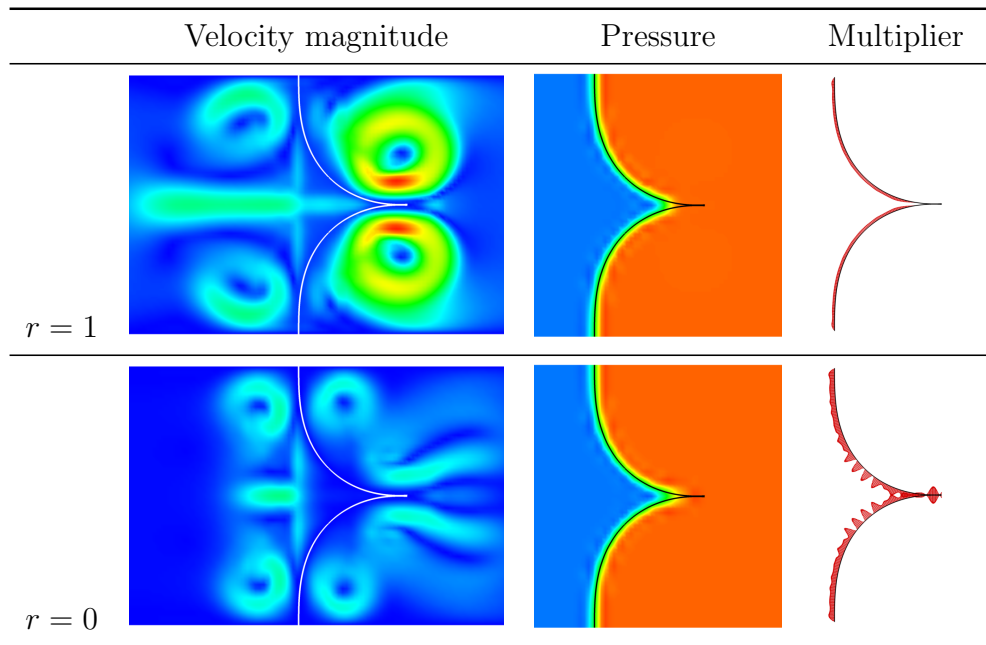 Velocity magnitude Pressure Multiplier
r = 1
r = 0